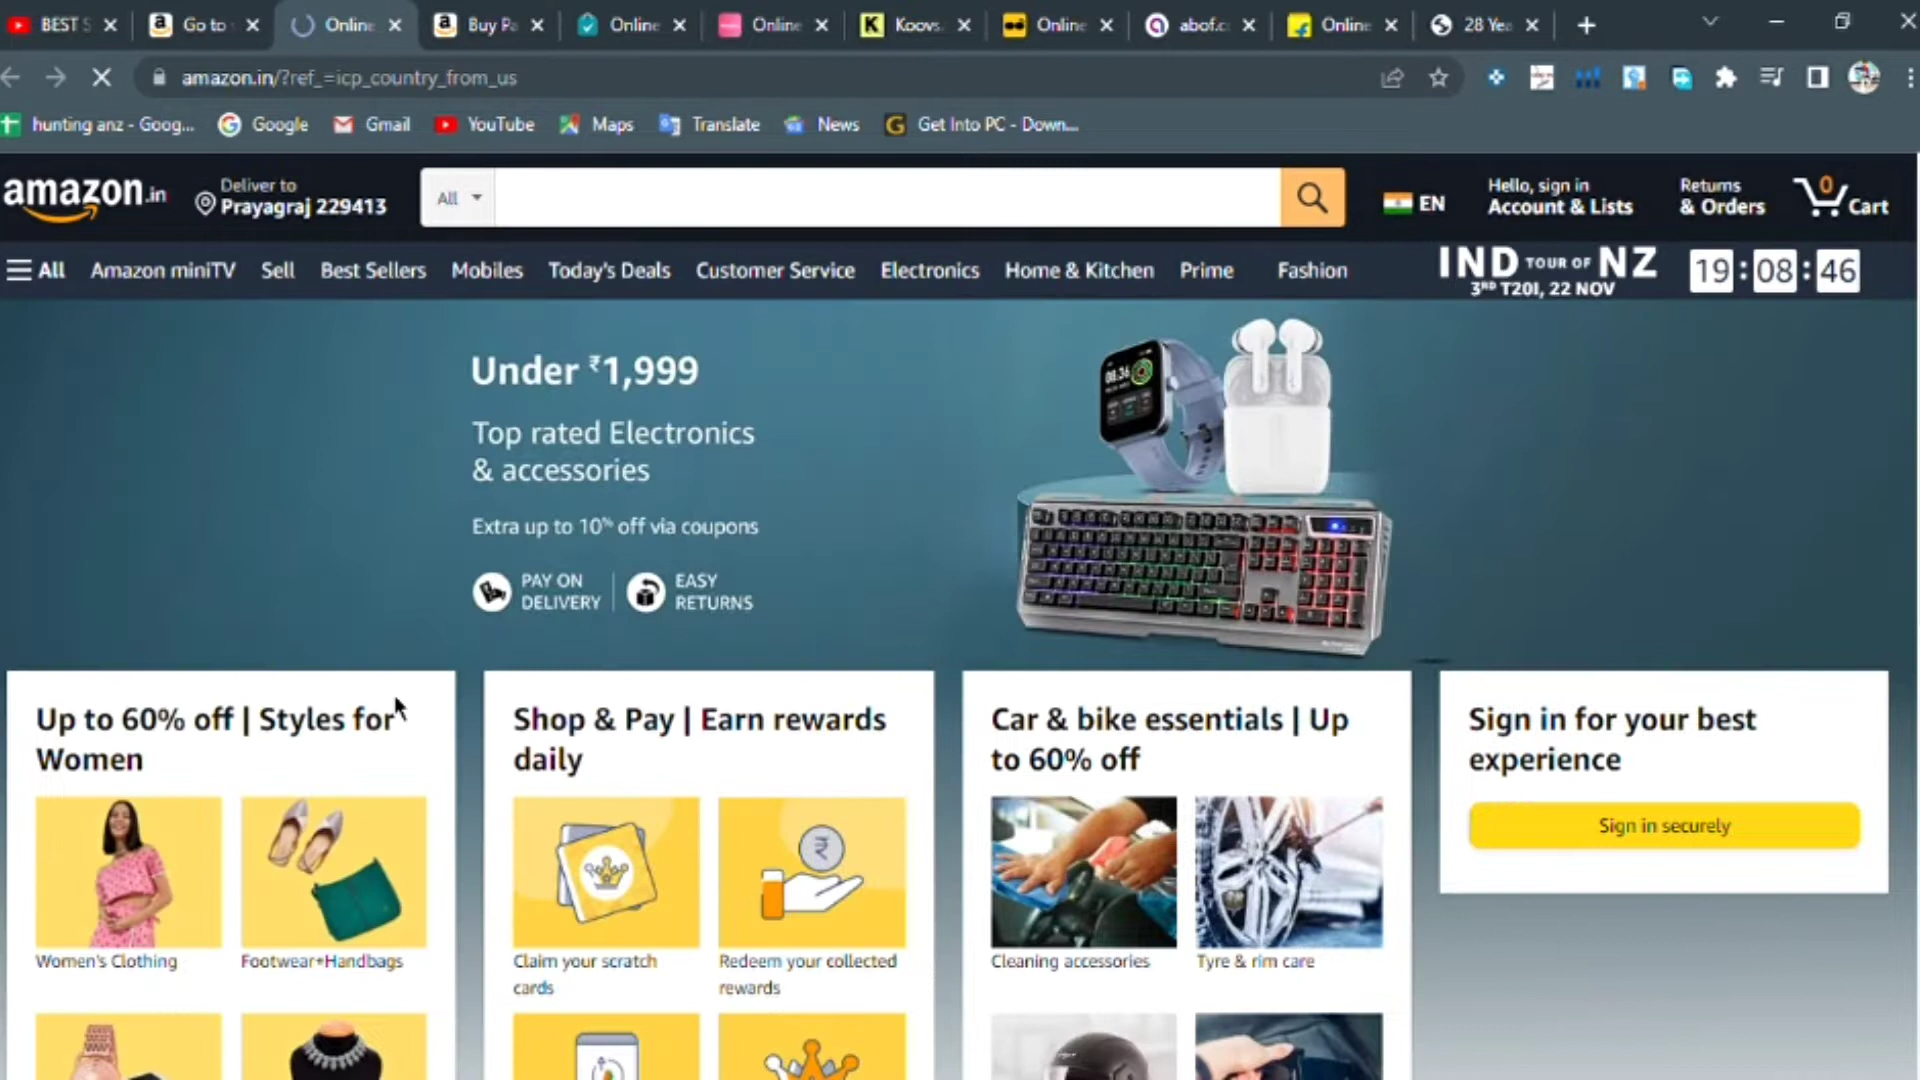 BEST S
Go to
Online
Buy Pa
Online
Online
Koovs.
Online
abof.c
Online
28 Yea
amazon.in/?ref_=icp_country_from_us
hunting anz - Goog...
Google
Gmail
YouTube
Maps
Translate
News
Get Into PC - Down...
amazon.in
Deliver to
Prayagraj 229413
All
EN
Hello, sign in
Account & Lists
Returns
& Orders
0
Cart
All
Amazon miniTV
Sell
Best Sellers
Mobiles
Today's Deals
Customer Service
Electronics
Home & Kitchen
Prime
Fashion
IND TOUR OF NZ
3RD T20I, 22 NOV
19 : 08 : 46
Under ₹1,999
Top rated Electronics
& accessories
Extra up to 10% off via coupons
PAY ON
DELIVERY
EASY
RETURNS
08:36
Up to 60% off | Styles for
Women
Women's Clothing
Footwear+Handbags
Shop & Pay | Earn rewards
daily
Claim your scratch
cards
Redeem your collected
rewards
Car & bike essentials | Up
to 60% off
Cleaning accessories
Tyre & rim care
Sign in for your best
experience
Sign in securely